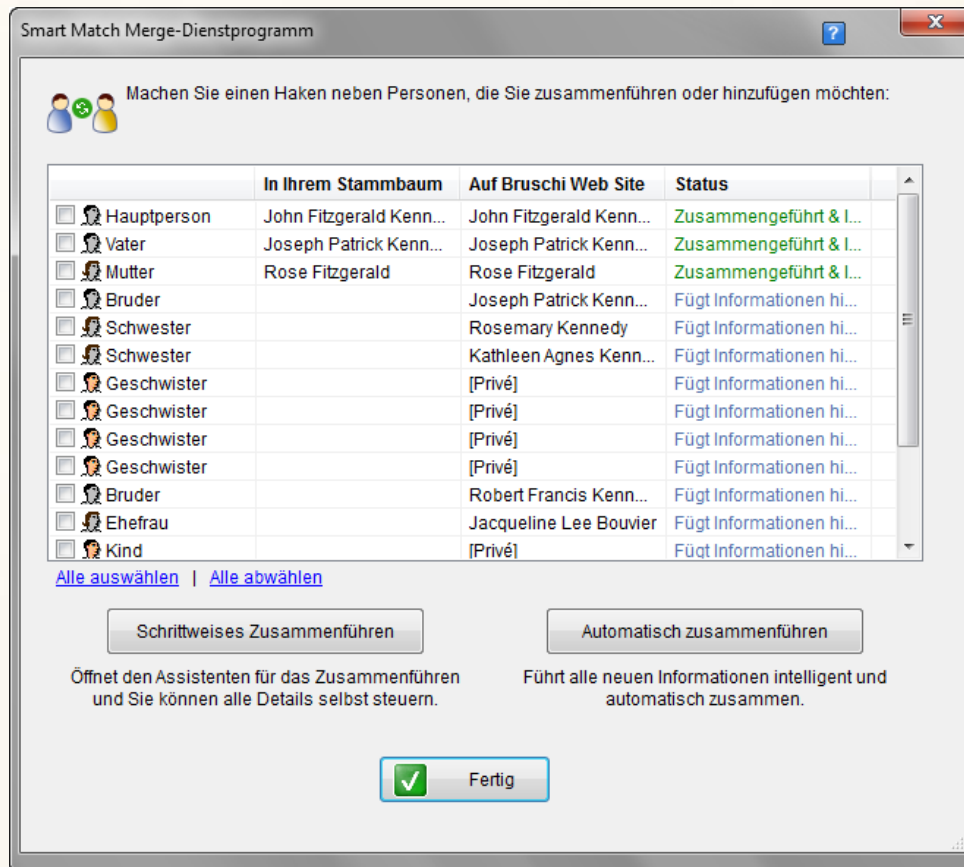 Smart Match Merge-Dienstprogramm
?
Machen Sie einen Haken neben Personen, die Sie zusammenführen oder hinzufügen möchten:
In Ihrem Stammbaum Auf Bruschi Web Site Status
Hauptperson John Fitzgerald Kenn... John Fitzgerald Kenn... Zusammengeführt & I...
Vater Joseph Patrick Kenn... Joseph Patrick Kenn... Zusammengeführt & I...
Mutter Rose Fitzgerald Rose Fitzgerald Zusammengeführt & I...
Bruder Joseph Patrick Kenn... Fügt Informationen hi...
Schwester Rosemary Kennedy Fügt Informationen hi...
Schwester Kathleen Agnes Kenn... Fügt Informationen hi...
Geschwister [Privé] Fügt Informationen hi...
Geschwister [Privé] Fügt Informationen hi...
Geschwister [Privé] Fügt Informationen hi...
Geschwister [Privé] Fügt Informationen hi...
Bruder Robert Francis Kenn... Fügt Informationen hi...
Ehefrau Jacqueline Lee Bouvier Fügt Informationen hi...
Kind [Privé] Fügt Informationen hi...
Alle auswählen | Alle abwählen
Schrittweises Zusammenführen Automatisch zusammenführen
Öffnet den Assistenten für das Zusammenführen Führt alle neuen Informationen intelligent und
und Sie können alle Details selbst steuern. automatisch zusammen.
Fertig